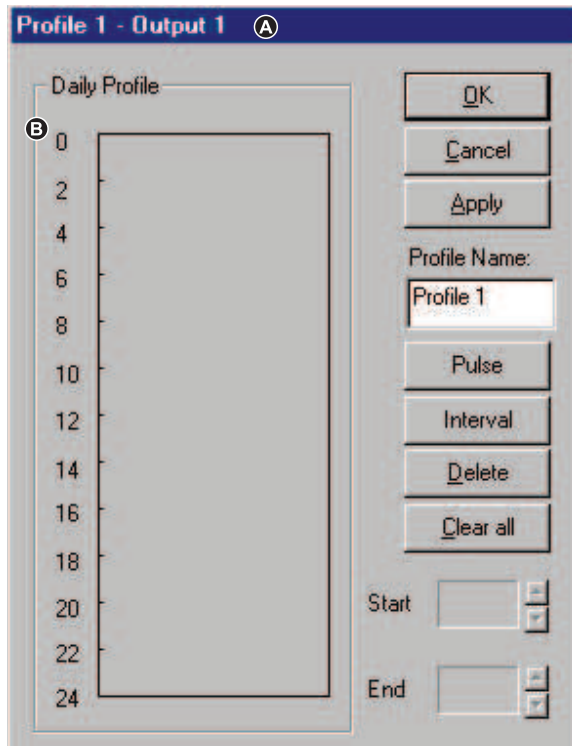 Profile 1 - Output 1 A
Daily Profile
B
0
2
4
6
8
10
12
14
16
18
20
22
24
OK
Cancel
Apply
Profile Name:
Profile 1
Pulse
Interval
Delete
Clear all
Start
End